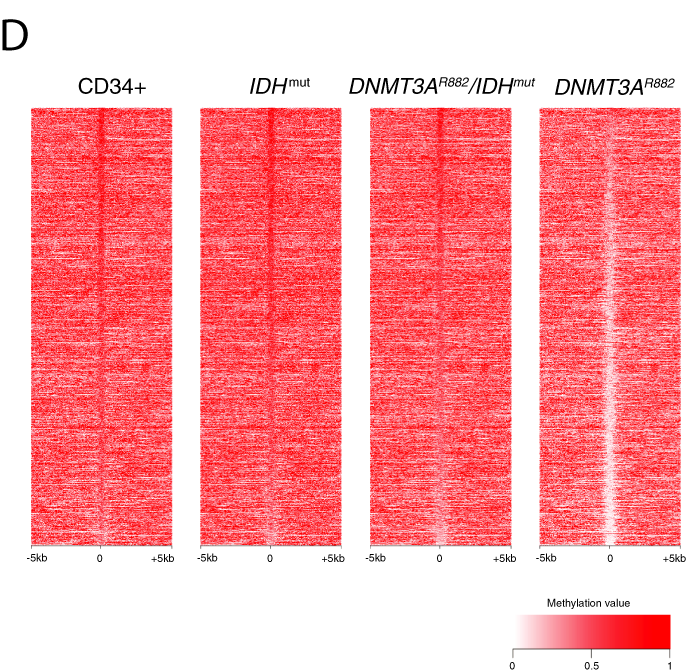 D
CD34+ IDHmut DNMT3AR882/IDHmut DNMT3AR882
-5kb 0 +5kb -5kb 0 +5kb -5kb 0 +5kb -5kb 0 +5kb
Methylation value
0 0.5 1